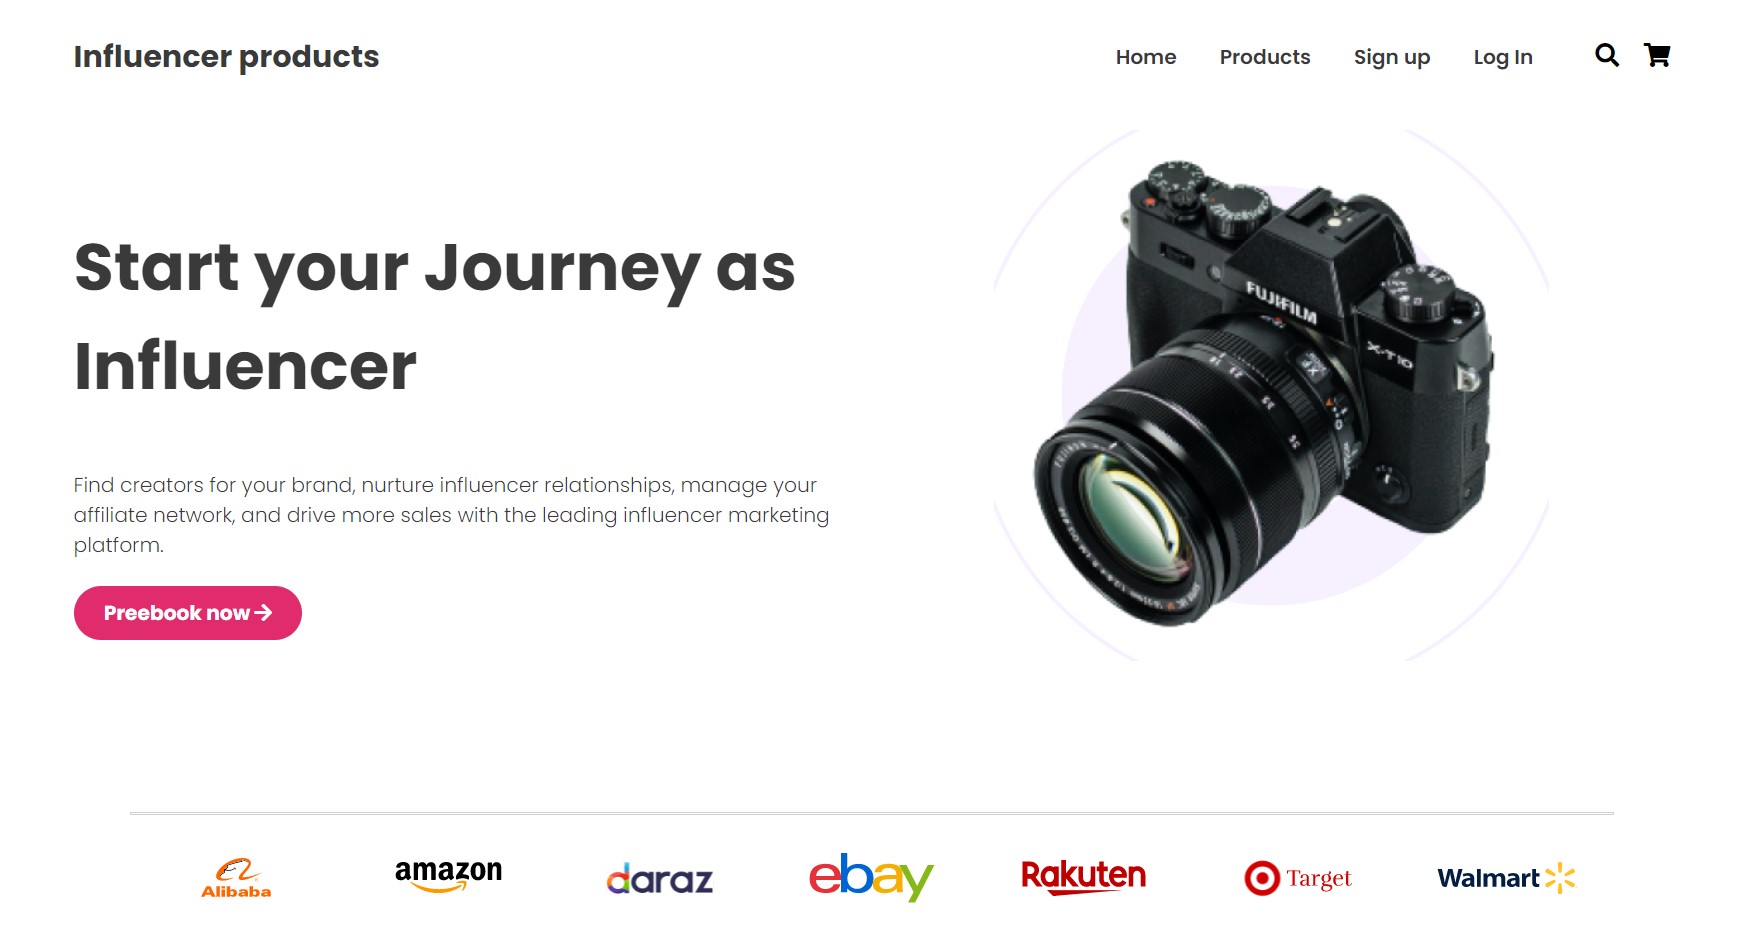 Influencer products
Home Products Sign up Log In
Start your Journey as
Influencer
Find creators for your brand, nurture influencer relationships, manage your
affiliate network, and drive more sales with the leading influencer marketing
platform.
Preebook now
FUJIFILM
X-T10
XF
Alibaba
amazon
daraz
ebay
Rakuten
Target
Walmart